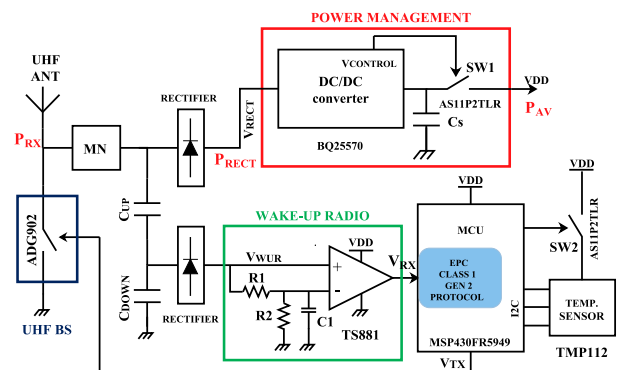 POWER MANAGEMENT
UHF
ANT
RECTIFIER
VCONTROL
DC/DC
converter
SW1
VDD
AS11P2TLR
PAV
PRX
MN
VRECT
PRECT
Cs
BQ25570
CUP
WAKE-UP RADIO
VDD
VDD
ADG902
MCU
AS11P2TLR
SW2
VWUR
VDD
VRX
EPC
CLASS 1
GEN 2
PROTOCOL
R1
CDOWN
R2
C1
I2C
TEMP.
SENSOR
UHF BS
RECTIFIER
TS881
MSP430FR5949
TMP112
VTX